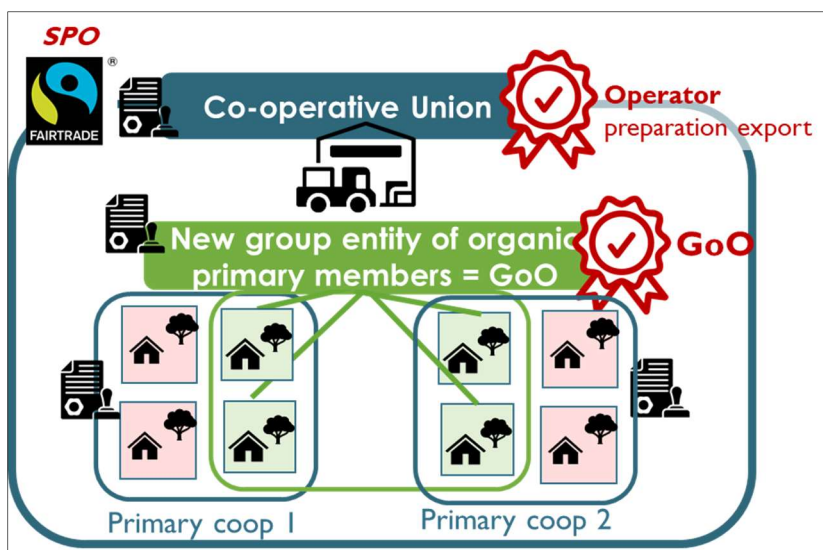 SPO
®
FAIRTRADE
Co-operative Union
Operator
preparation export
New group entity of organic
primary members = GoO
GoO
Primary coop 1
Primary coop 2